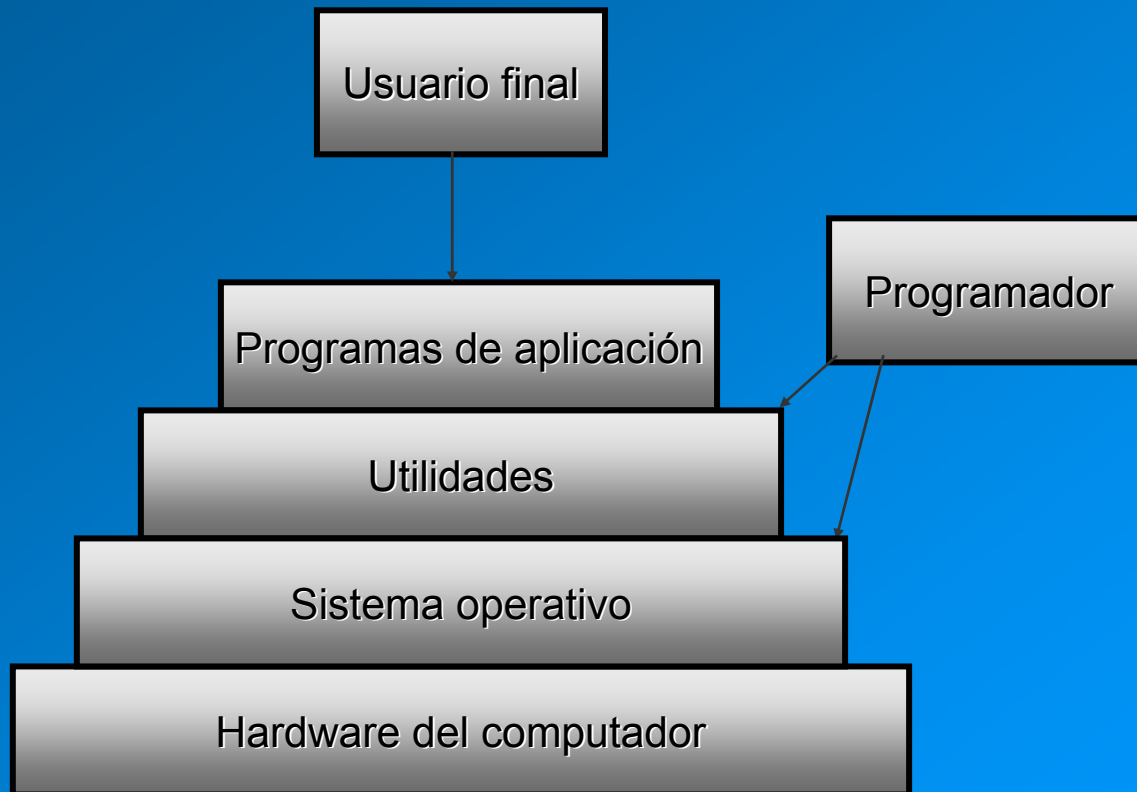 Usuario final
Programador
Programas de aplicación
Utilidades
Sistema operativo
Hardware del computador